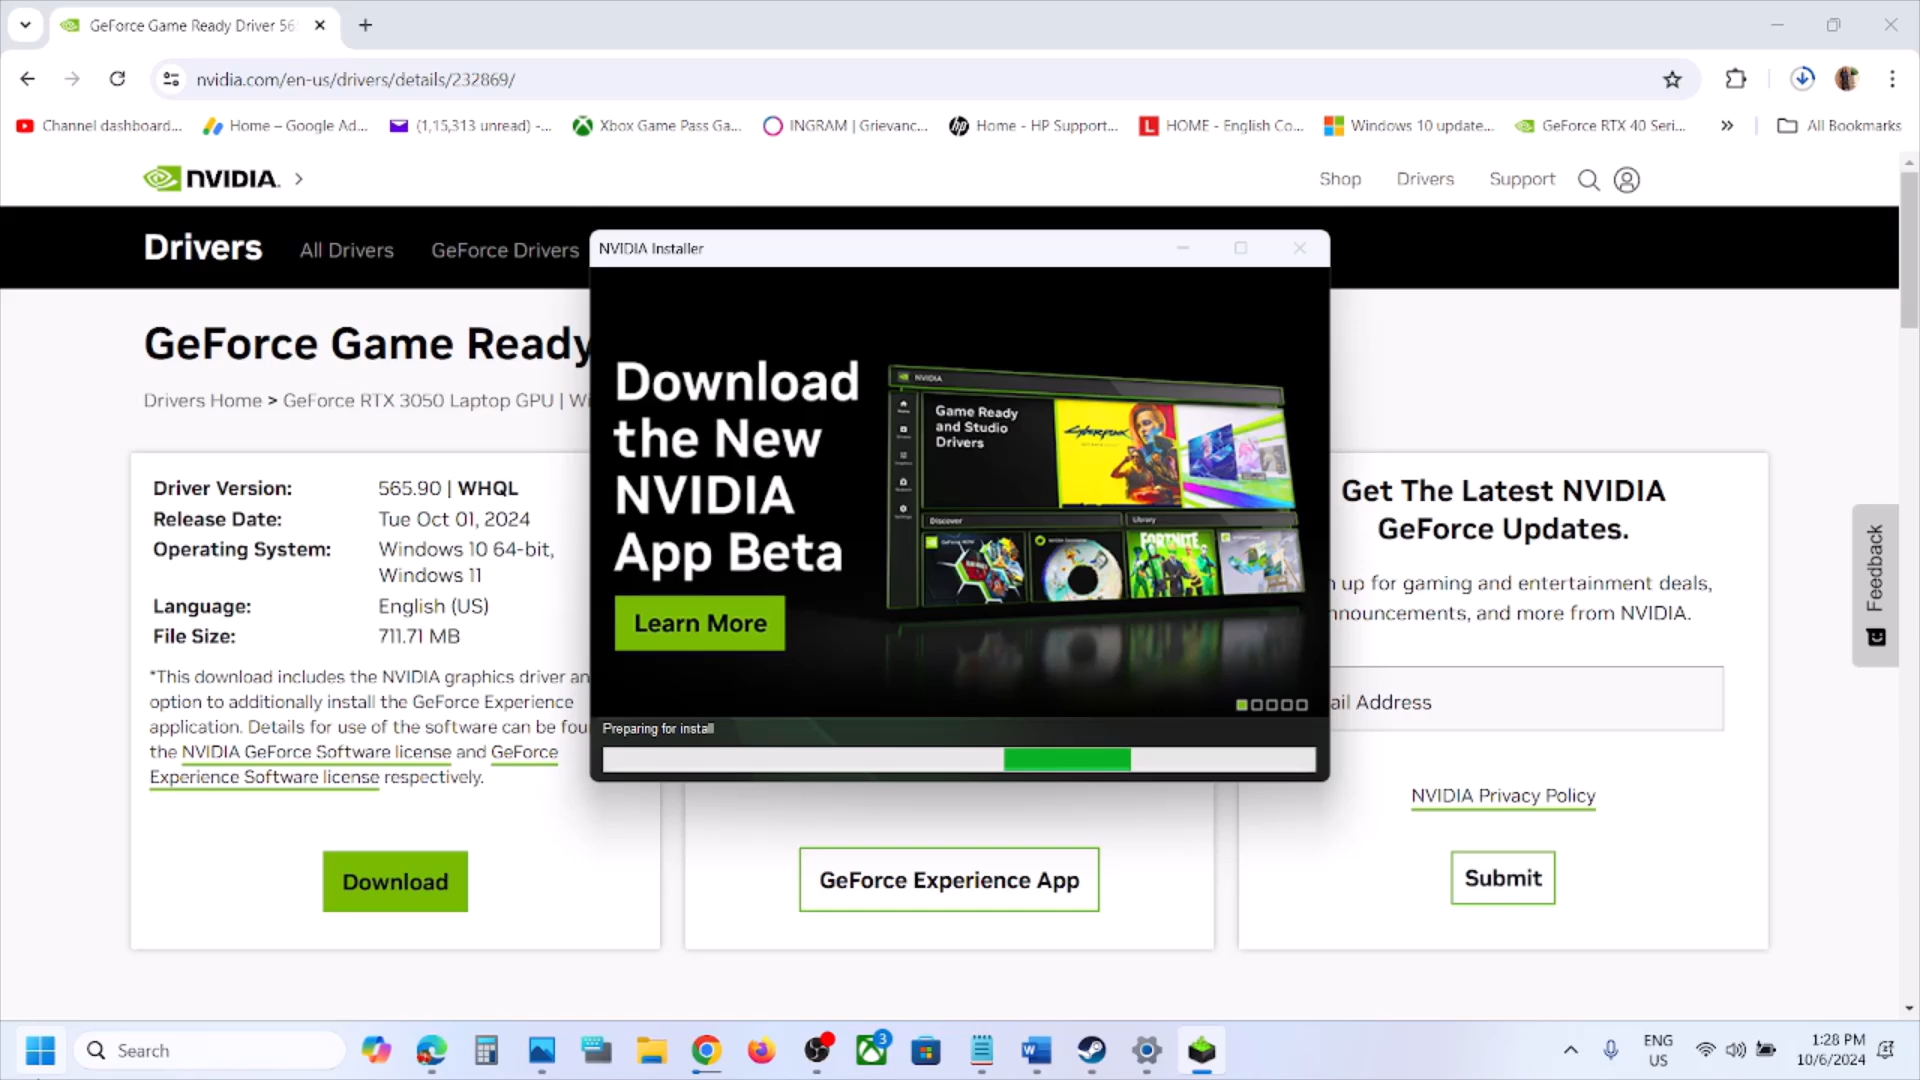 GeForce Game Ready Driver 56
nvidia.com/en-us/drivers/details/232869/
Channel dashboard...
Home – Google Ad...
(1,15,313 unread) -...
Xbox Game Pass Ga...
INGRAM | Grievanc...
Home - HP Support...
HOME - English Co...
Windows 10 update...
GeForce RTX 40 Seri...
All Bookmarks
NVIDIA.
Shop
Drivers
Support
Drivers
All Drivers
GeForce Drivers
NVIDIA Installer
GeForce Game Ready
Drivers Home > GeForce RTX 3050 Laptop GPU | Wi
Driver Version: 565.90 | WHQL
Release Date: Tue Oct 01, 2024
Operating System: Windows 10 64-bit,
Windows 11
Language: English (US)
File Size: 711.71 MB
*This download includes the NVIDIA graphics driver an
option to additionally install the GeForce Experience
application. Details for use of the software can be fou
the NVIDIA GeForce Software license and GeForce
Experience Software license respectively.
Download
Download
the New
NVIDIA
App Beta
Learn More
NVIDIA
Game Ready
and Studio
Drivers
Cyberpunk
Discover
Library
FORTNITE
Preparing for install
GeForce Experience App
Get The Latest NVIDIA
GeForce Updates.
n up for gaming and entertainment deals,
nnouncements, and more from NVIDIA.
ail Address
NVIDIA Privacy Policy
Submit
Feedback
Search
3
ENG
US
1:28 PM
10/6/2024